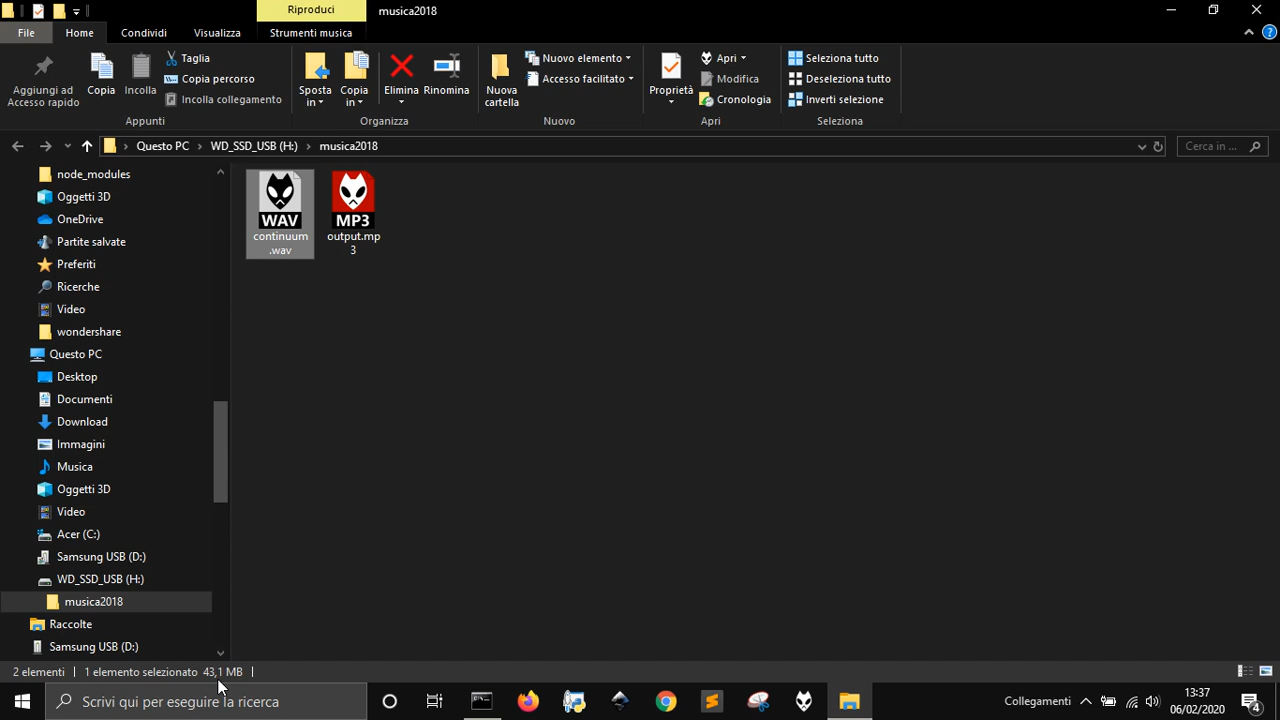 Riproduci
musica2018
File
Home
Condividi
Visualizza
Strumenti musica
Aggiungi ad
Accesso rapido
Copia
Incolla
Taglia
Copia percorso
Incolla collegamento
Appunti
Sposta
in
Copia
in
Elimina
Rinomina
Organizza
Nuova
cartella
Nuovo elemento
Accesso facilitato
Nuovo
Proprietà
Apri
Modifica
Cronologia
Apri
Seleziona tutto
Deseleziona tutto
Inverti selezione
Seleziona
Questo PC
WD_SSD_USB (H:)
musica2018
Cerca in ...
node_modules
Oggetti 3D
OneDrive
Partite salvate
Preferiti
Ricerche
Video
wondershare
Questo PC
Desktop
Documenti
Download
Immagini
Musica
Oggetti 3D
Video
Acer (C:)
Samsung USB (D:)
WD_SSD_USB (H:)
musica2018
Raccolte
Samsung USB (D:)
WAV
continuum
.wav
MP3
output.mp
3
2 elementi
1 elemento selezionato 43,1 MB
Scrivi qui per eseguire la ricerca
Collegamenti
13:37
06/02/2020
4